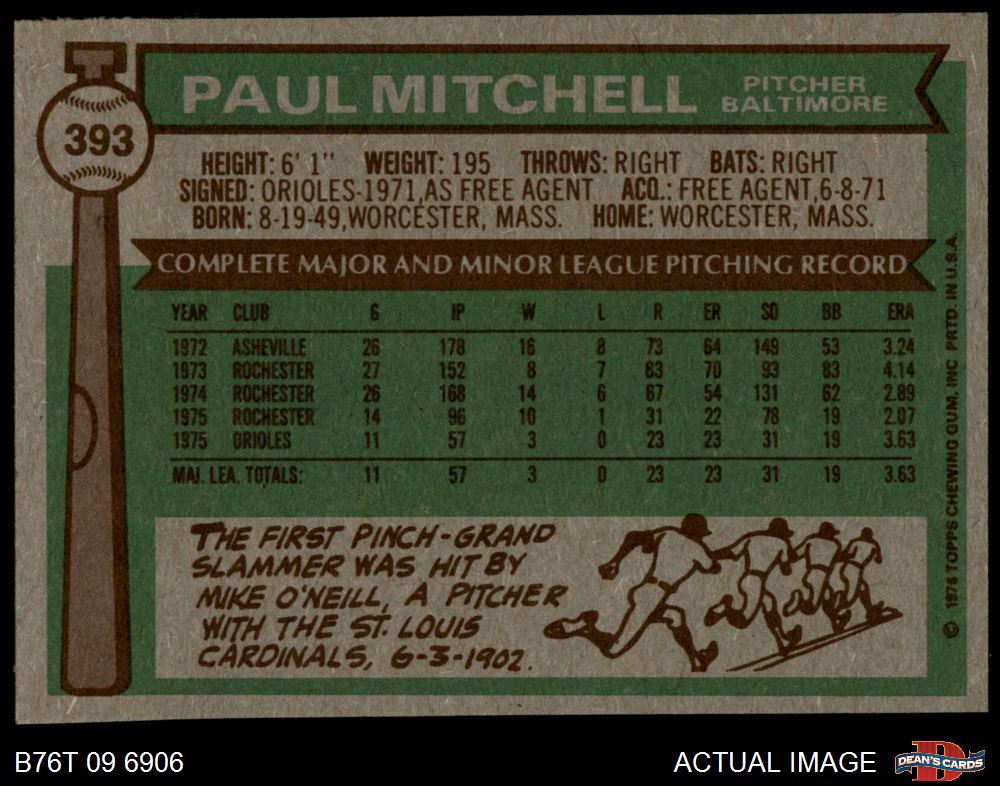 393
PAUL MITCHELL
PITCHER
BALTIMORE
HEIGHT: 6' 1" WEIGHT: 195 THROWS: RIGHT BATS: RIGHT
SIGNED: ORIOLES-1971,AS FREE AGENT ACQ.: FREE AGENT,6-8-71
BORN: 8-19-49,WORCESTER, MASS. HOME: WORCESTER, MASS.
COMPLETE MAJOR AND MINOR LEAGUE PITCHING RECORD
YEAR CLUB G IP W L R ER SO BB ERA
1972 ASHEVILLE 26 178 16 8 73 64 149 53 3.24
1973 ROCHESTER 27 152 8 7 83 70 93 83 4.14
1974 ROCHESTER 26 168 14 6 67 54 131 62 2.89
1975 ROCHESTER 14 96 10 1 31 22 78 19 2.07
1975 ORIOLES 11 57 3 0 23 23 31 19 3.63
MAJ. LEA. TOTALS: 11 57 3 0 23 23 31 19 3.63
THE FIRST PINCH-GRAND
SLAMMER WAS HIT BY
MIKE O'NEILL, A PITCHER
WITH THE ST. LOUIS
CARDINALS, 6-3-1902.
© 1976 TOPPS CHEWING GUM, INC PRTD. IN U.S.A.
B76T 09 6906
ACTUAL IMAGE
D
DEAN'S CARDS